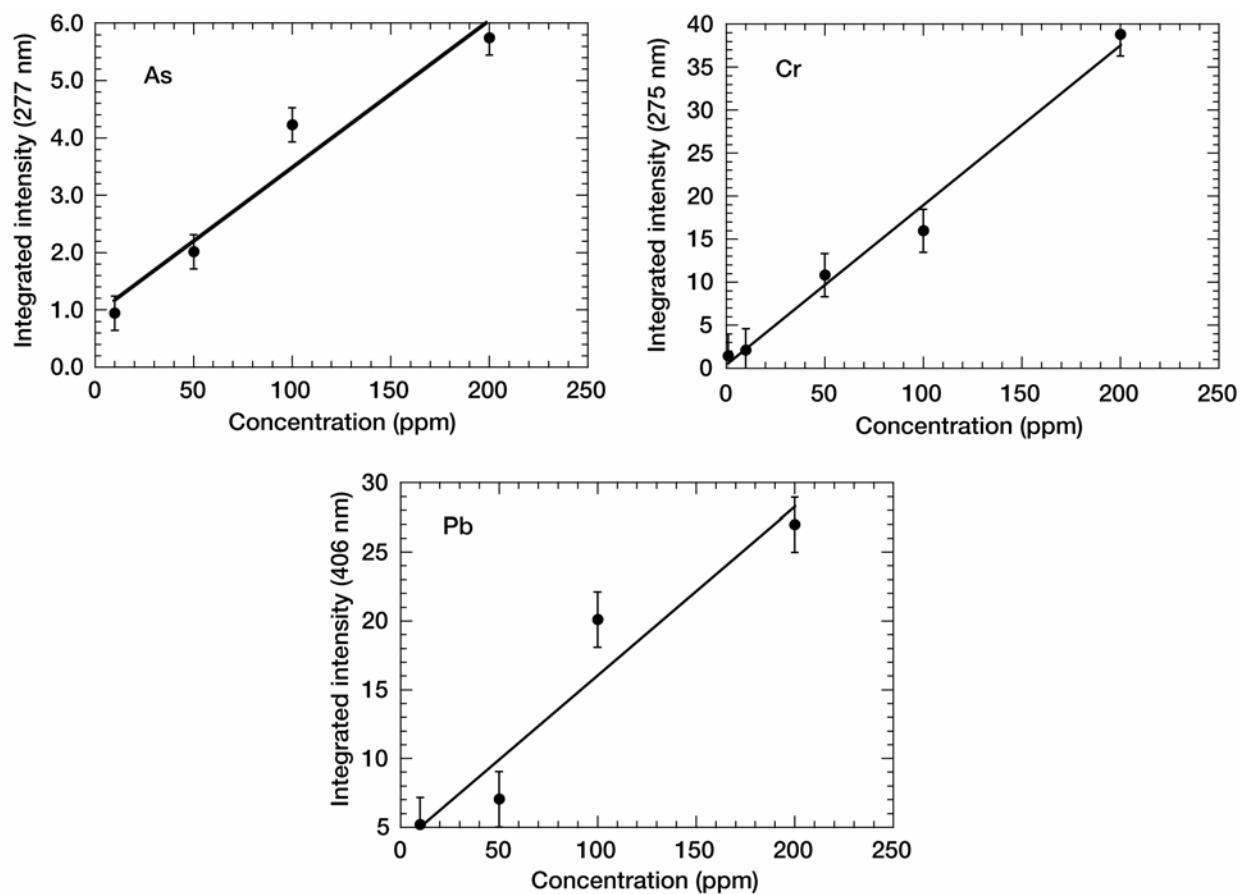 As
Integrated intensity (277 nm)
6.0
5.0
4.0
3.0
2.0
1.0
0.0
0 50 100 150 200 250
Concentration (ppm)
Cr
Integrated intensity (275 nm)
40
35
30
25
20
15
10
5
0
0 50 100 150 200 250
Concentration (ppm)
Pb
Integrated intensity (406 nm)
30
25
20
15
10
5
0 50 100 150 200 250
Concentration (ppm)